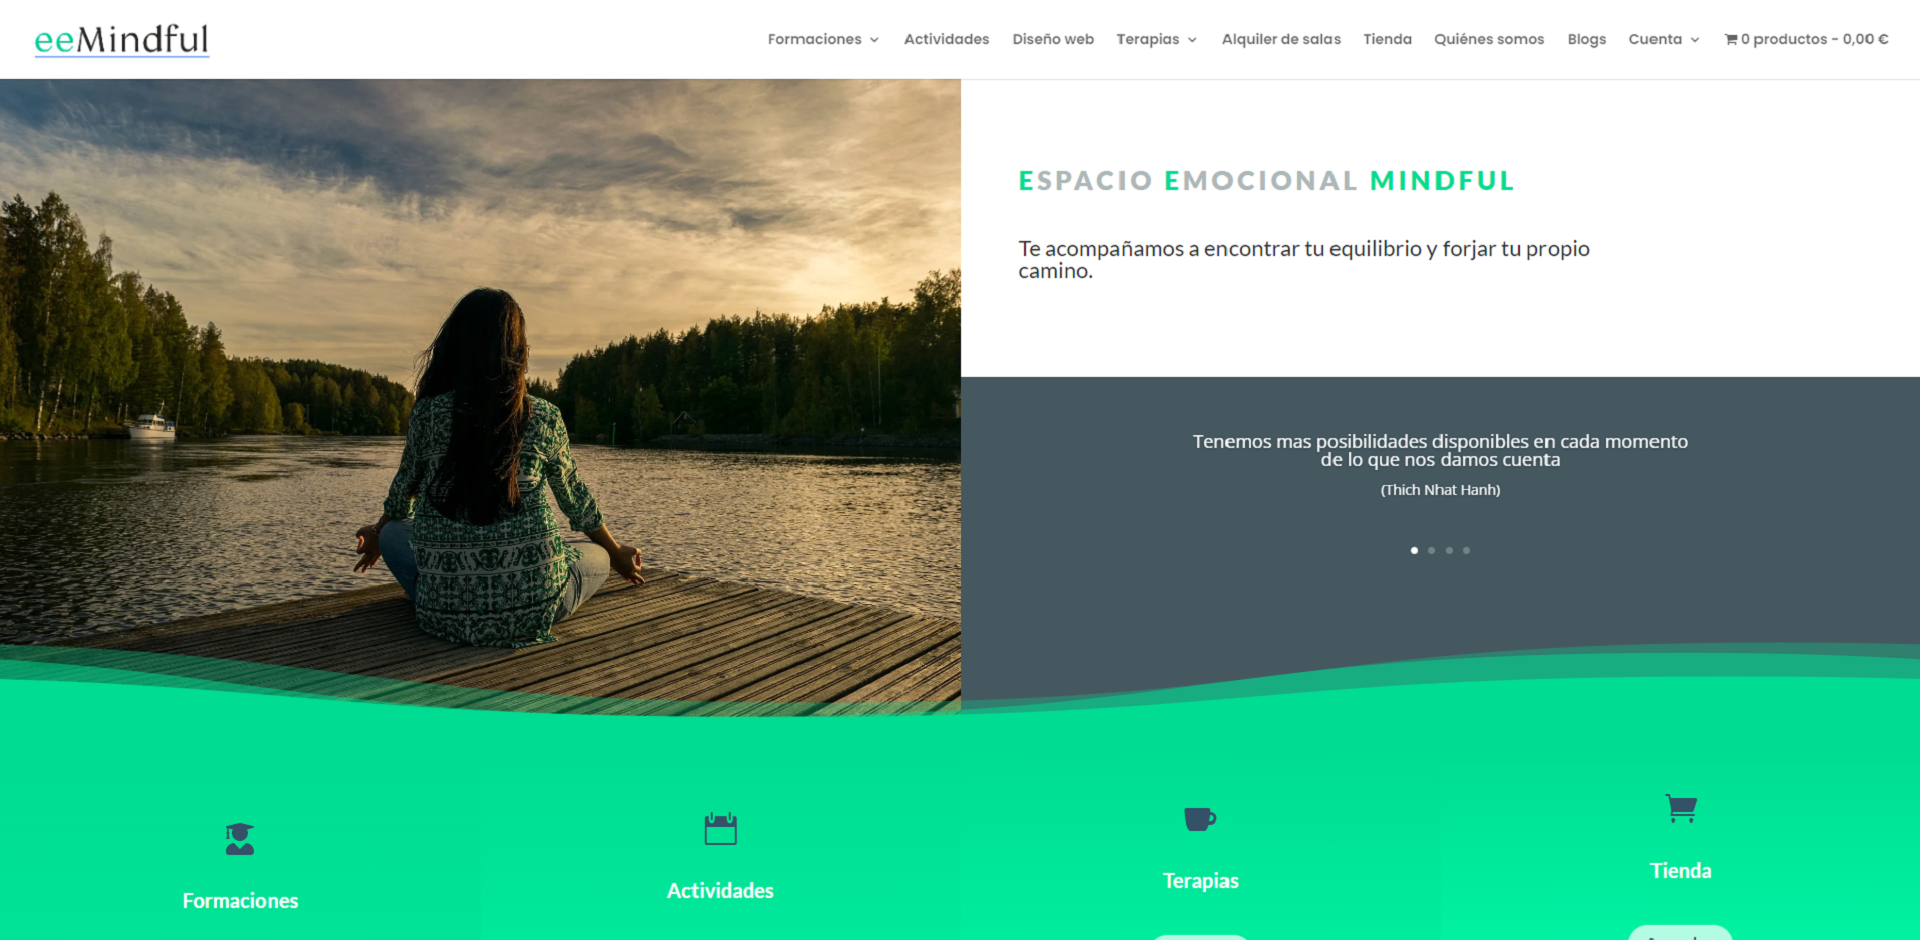 eeMindful
Formaciones Actividades Diseño web Terapias Alquiler de salas Tienda Quiénes somos Blogs Cuenta 0 productos - 0,00 €
ESPACIO EMOCIONAL MINDFUL
Te acompañamos a encontrar tu equilibrio y forjar tu propio
camino.
Tenemos mas posibilidades disponibles en cada momento
de lo que nos damos cuenta
(Thich Nhat Hanh)
Formaciones
Actividades
Terapias
Tienda